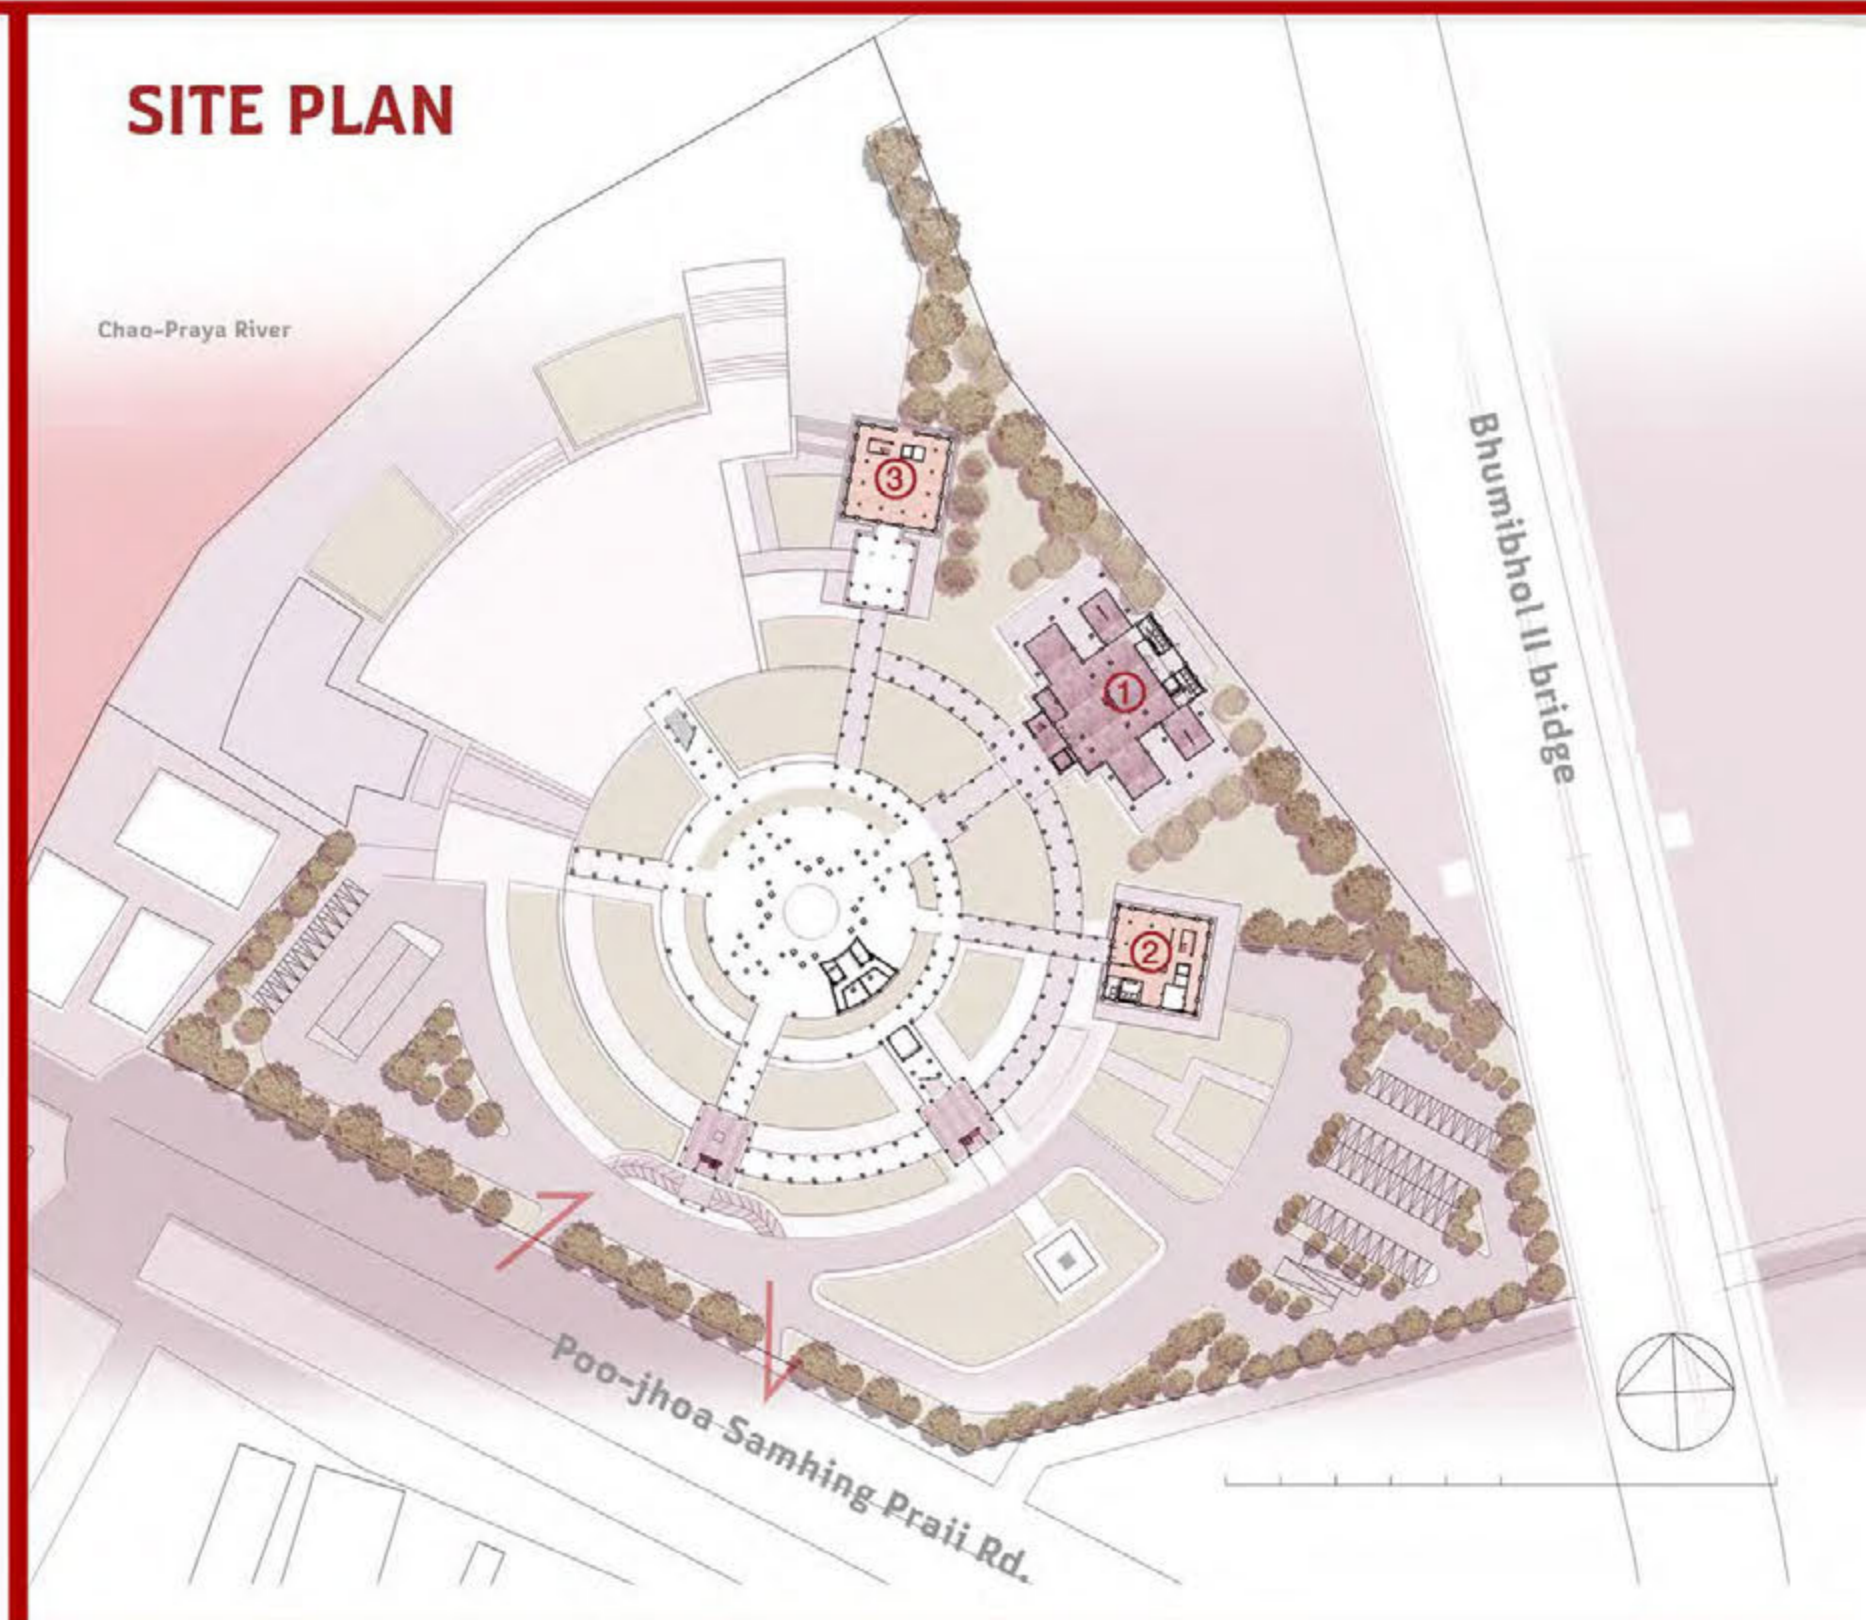 SITE PLAN
Chao-Praya River
3
Bhumibhol II bridge
1
2
Poo-jhoa Samhing Praii Rd.